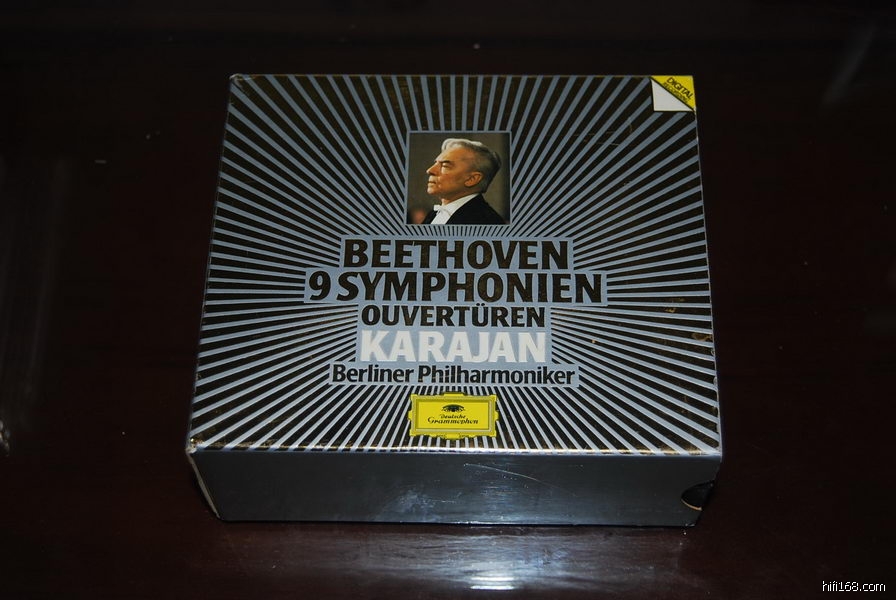 DIGITAL
BEETHOVEN
9 SYMPHONIEN
OUVERTÜREN
KARAJAN
Berliner Philharmoniker
Deutsche
Grammophon
hifi168.com